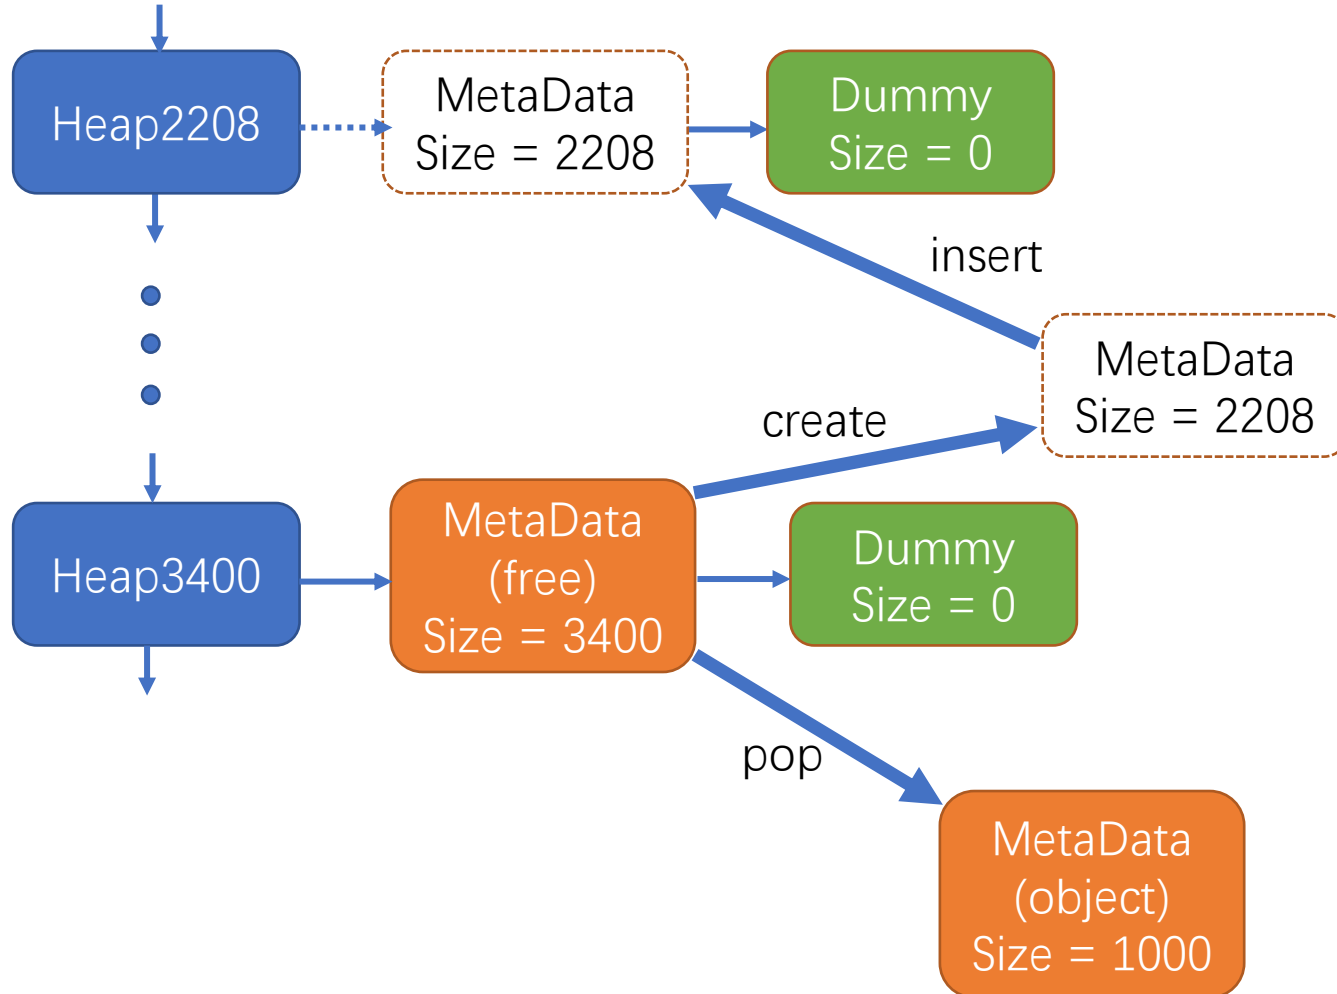 Heap2208
MetaData
Size = 2208
Dummy
Size = 0
insert
MetaData
Size = 2208
create
Heap3400
MetaData
(free)
Size = 3400
Dummy
Size = 0
pop
MetaData
(object)
Size = 1000